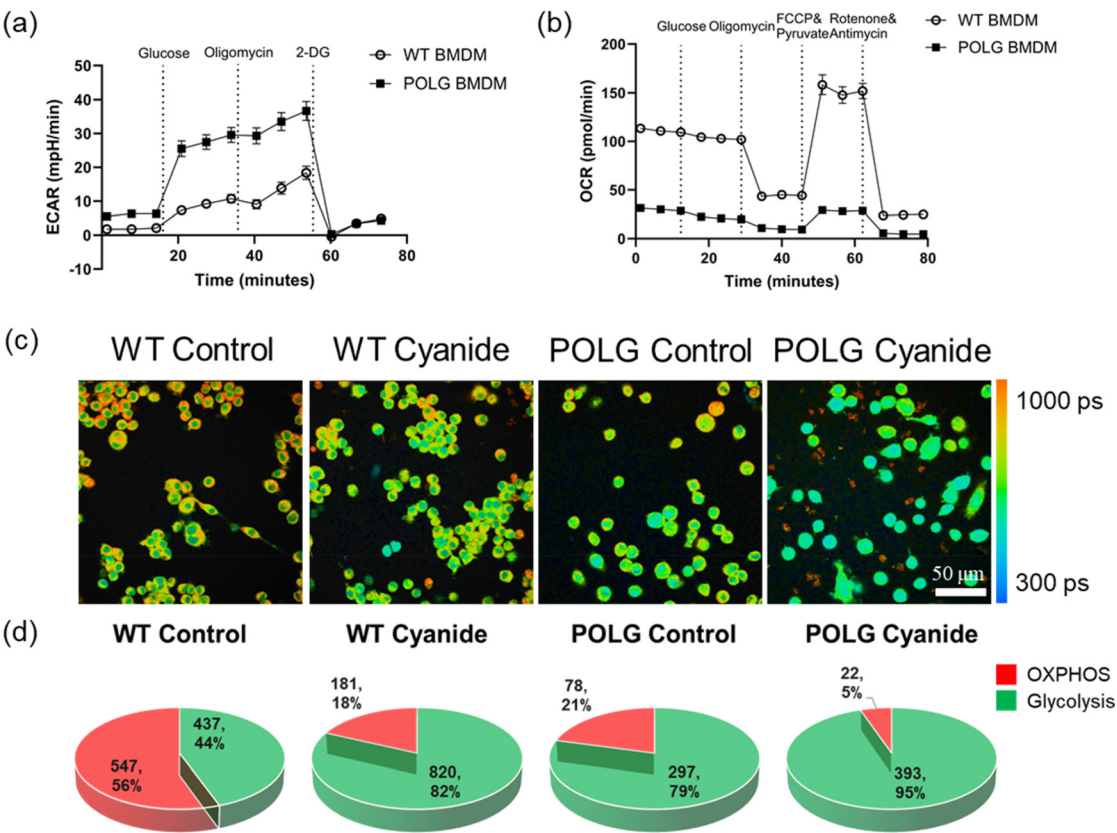 (a)
Glucose
Oligomycin
2-DG
WT BMDM
POLG BMDM
ECAR (mpH/min)
50
40
30
20
10
0
-10
20
40
60
80
Time (minutes)
(b)
Glucose
Oligomycin
FCCP&
Pyruvate
Rotenone&
Antimycin
WT BMDM
POLG BMDM
OCR (pmol/min)
200
150
100
50
0
0
20
40
60
80
Time (minutes)
(c)
WT Control
WT Cyanide
POLG Control
POLG Cyanide
1000 ps
300 ps
50 μm
(d)
WT Control
WT Cyanide
POLG Control
POLG Cyanide
547,
56%
437,
44%
181,
18%
820,
82%
78,
21%
297,
79%
22,
5%
393,
95%
OXPHOS
Glycolysis